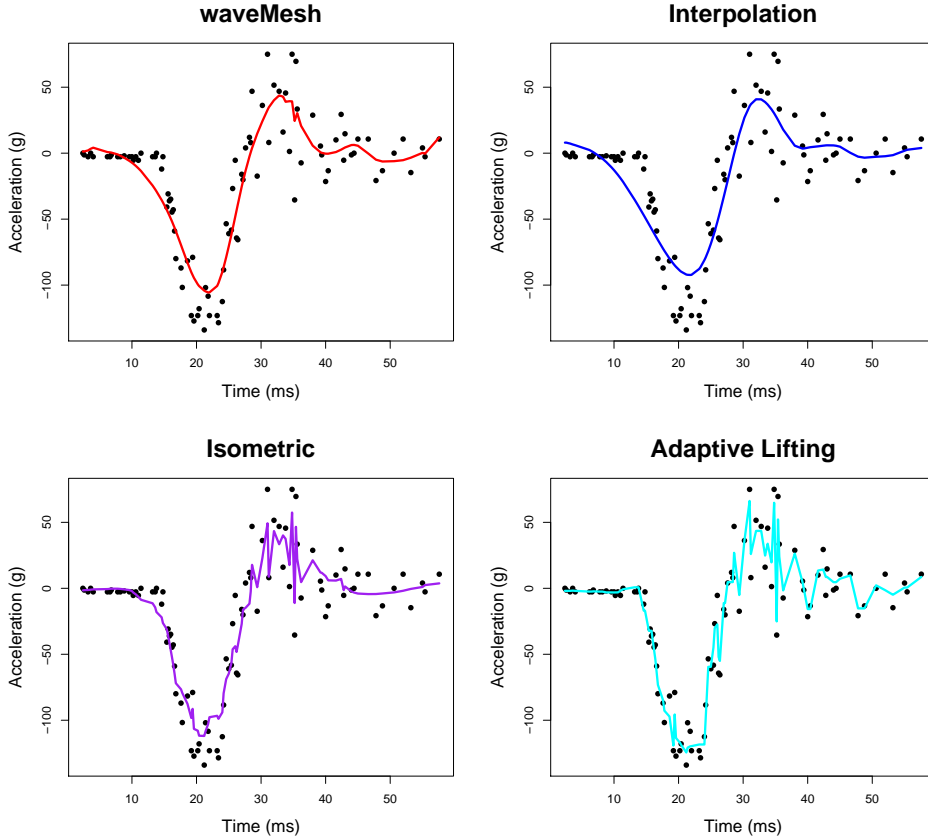 waveMesh
Interpolation
Acceleration (g)
50
0
−50
−100
10 20 30 40 50
Time (ms)
Acceleration (g)
50
0
−50
−100
10 20 30 40 50
Time (ms)
Isometric
Adaptive Lifting
Acceleration (g)
50
0
−50
−100
10 20 30 40 50
Time (ms)
Acceleration (g)
50
0
−50
−100
10 20 30 40 50
Time (ms)